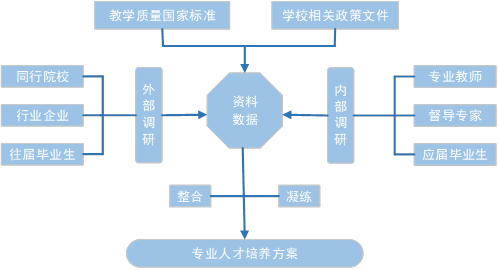 教学质量国家标准
学校相关政策文件
同行院校
行业企业
往届毕业生
外部调研
资料
数据
内部调研
专业教师
督导专家
应届毕业生
整合
凝练
专业人才培养方案